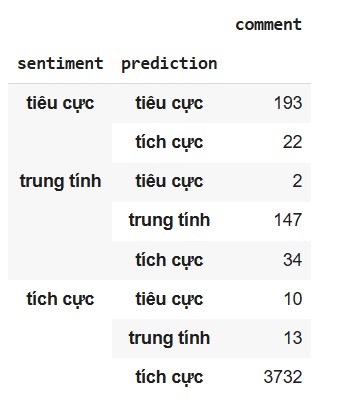 comment
sentiment prediction
tiêu cực tiêu cực 193
tích cực 22
trung tính tiêu cực 2
trung tính 147
tích cực 34
tích cực tiêu cực 10
trung tính 13
tích cực 3732